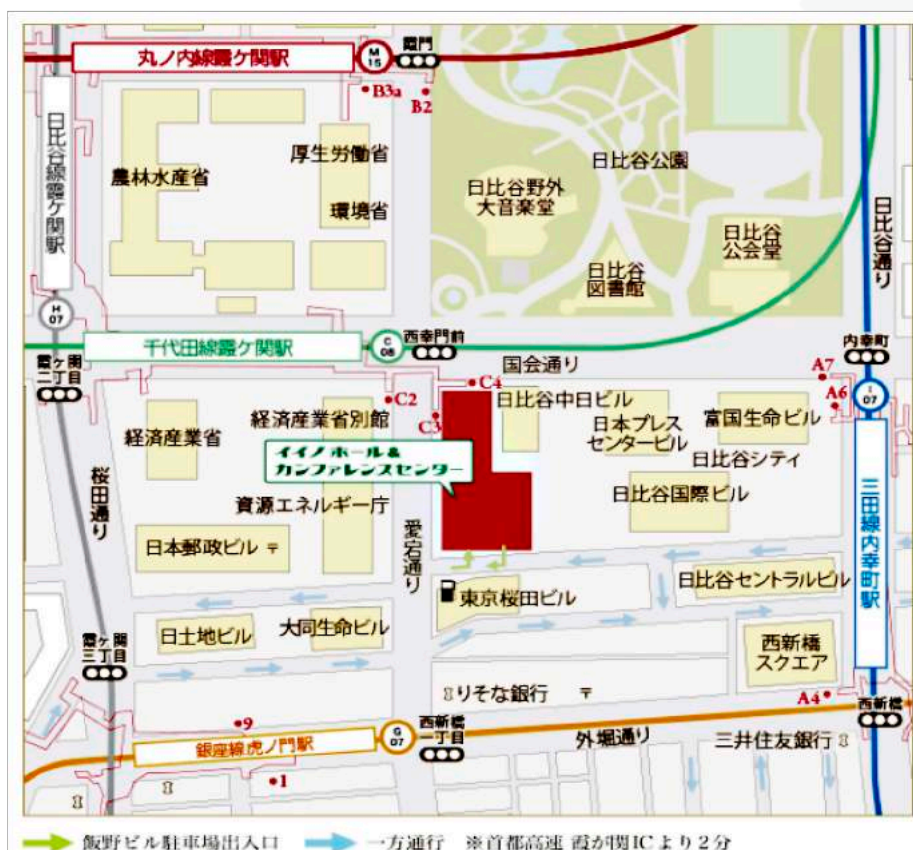 丸ノ内線霞ケ関駅
M
15
霞門
B3a
B2
日比谷線霞ケ関駅
農林水産省
厚生労働省
環境省
日比谷公園
日比谷野外
大音楽堂
日比谷
公会堂
日比谷
図書館
日比谷通り
H
07
千代田線霞ケ関駅
C
08
西幸門前
国会通り
内幸町
霞ヶ関
二丁目
C4
A7
I
07
A6
C2
C3
経済産業省
経済産業省別館
日比谷中日ビル
日本プレス
センタービル
富国生命ビル
イイノホール&
カンファレンスセンター
日比谷シティ
日比谷国際ビル
資源エネルギー庁
桜田通り
日本郵政ビル 〒
愛宕通り
三田線内幸町駅
東京桜田ビル
日比谷セントラルビル
日土地ビル
大同生命ビル
西新橋
スクエア
霞ヶ関
三丁目
りそな銀行
〒
A4
西新橋
9
銀座線虎ノ門駅
G
07
西新橋
一丁目
外堀通り
三井住友銀行
1
飯野ビル駐車場出入口 一方通行 ※首都高速 霞が関ICより2分